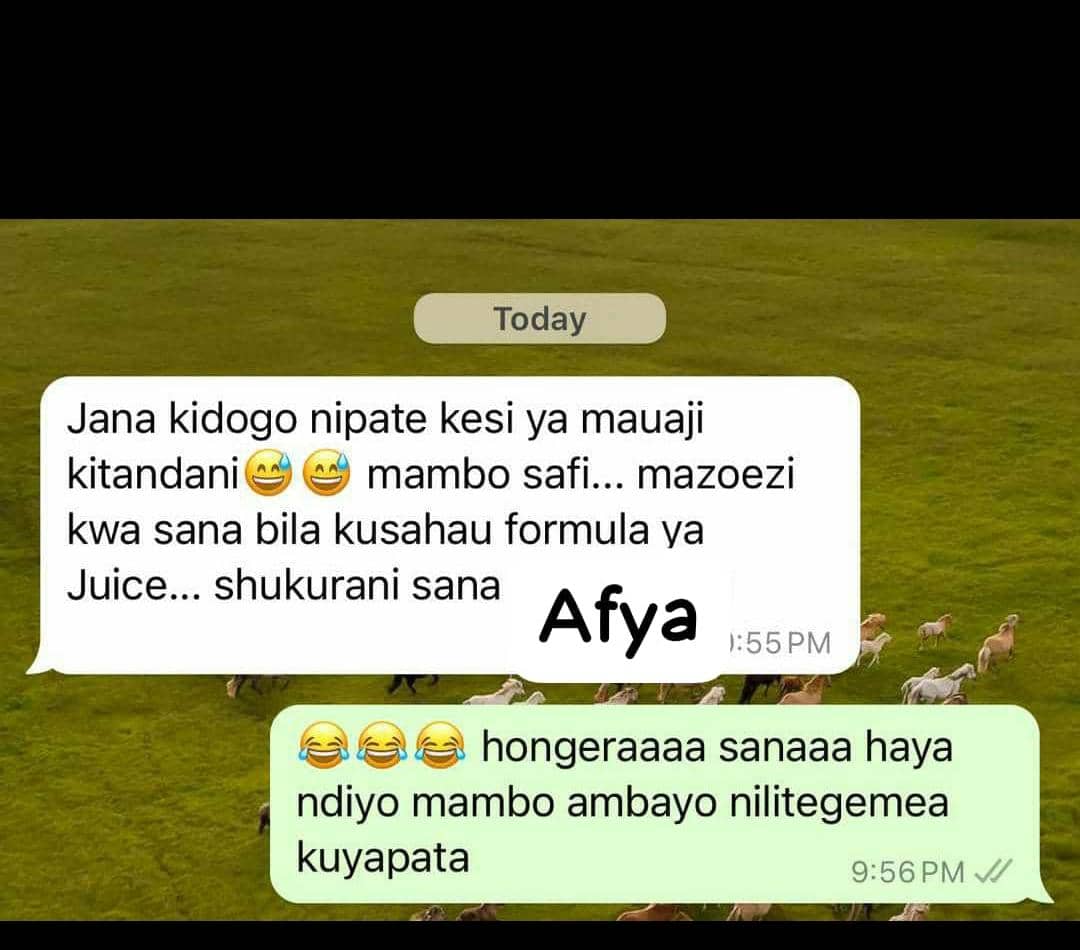 Today
Jana kidogo nipate kesi ya mauaji
kitandani😅😅 mambo safi... mazoezi
kwa sana bila kusahau formula ya
Juice... shukurani sana
Afya
:55 PM
😂😂😂 hongeraaaa sanaaa haya
ndiyo mambo ambayo nilitegemea
kuyapata
9:56 PM